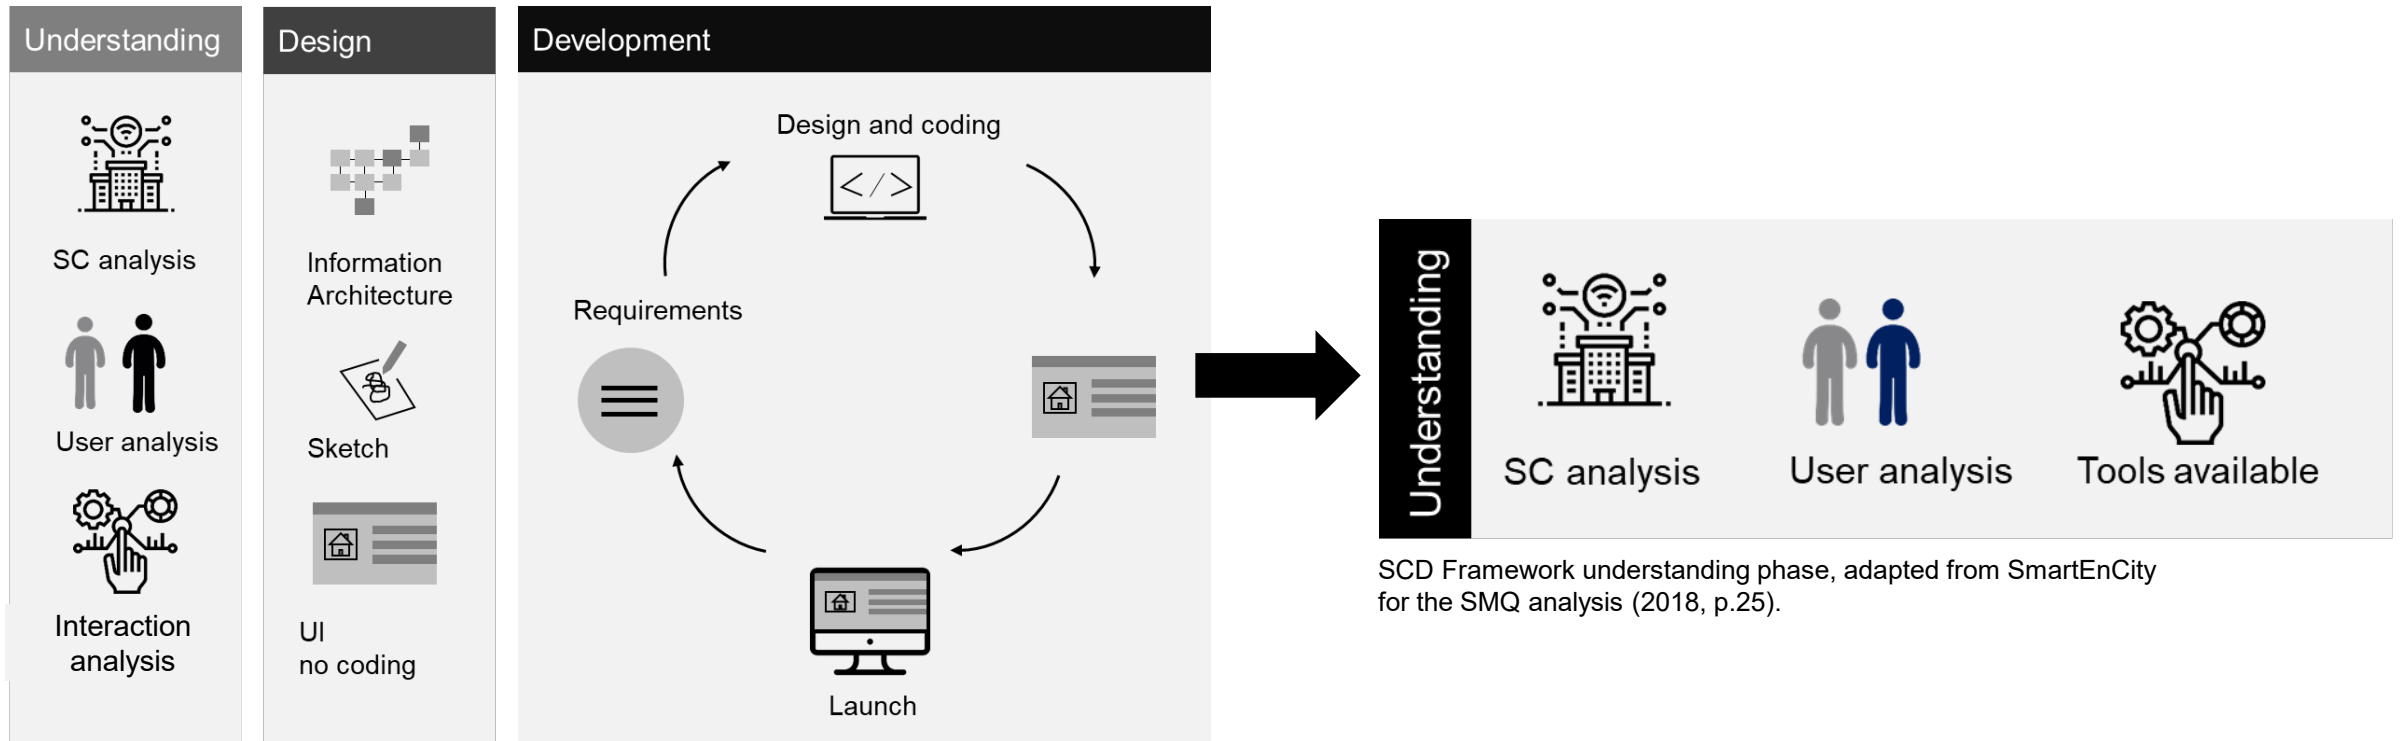 Understanding
SC analysis
User analysis
Interaction
analysis
Design
Information
Architecture
Sketch
UI
no coding
Development
Design and coding
</>
Requirements
Launch
Understanding
SC analysis
User analysis
Tools available
SCD Framework understanding phase, adapted from SmartEnCity
for the SMQ analysis (2018, p.25).